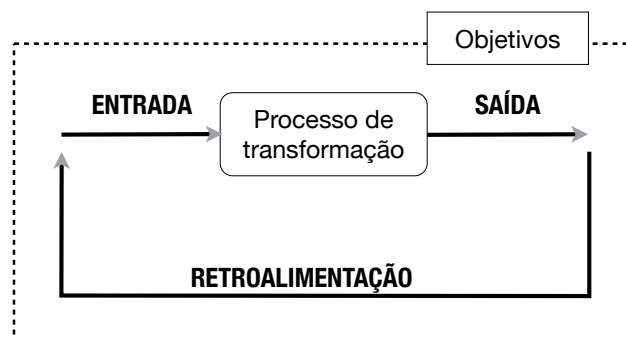 Objetivos
ENTRADA
Processo de
transformação
SAÍDA
RETROALIMENTAÇÃO